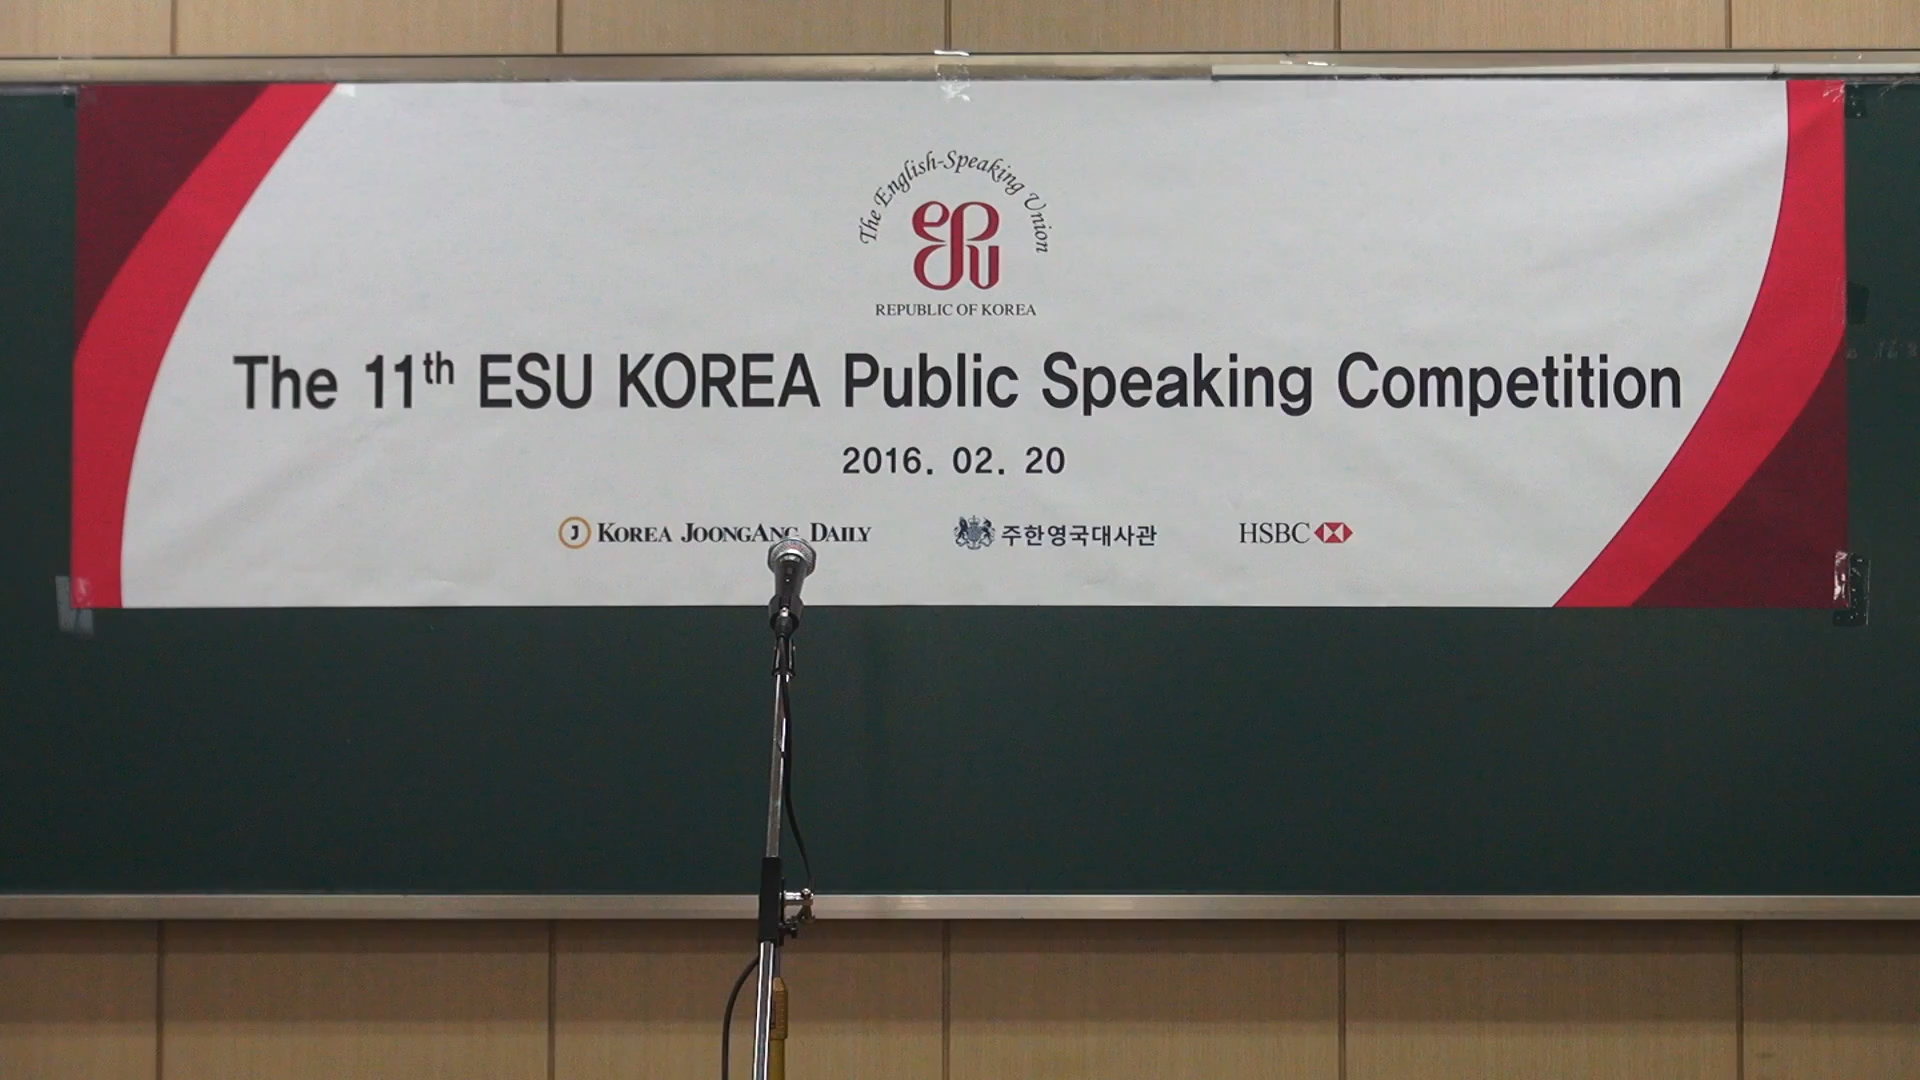 The English-Speaking Union
esu
REPUBLIC OF KOREA
The 11th ESU KOREA Public Speaking Competition
2016. 02. 20
J KOREA JOONGANG DAILY 주한영국대사관 HSBC